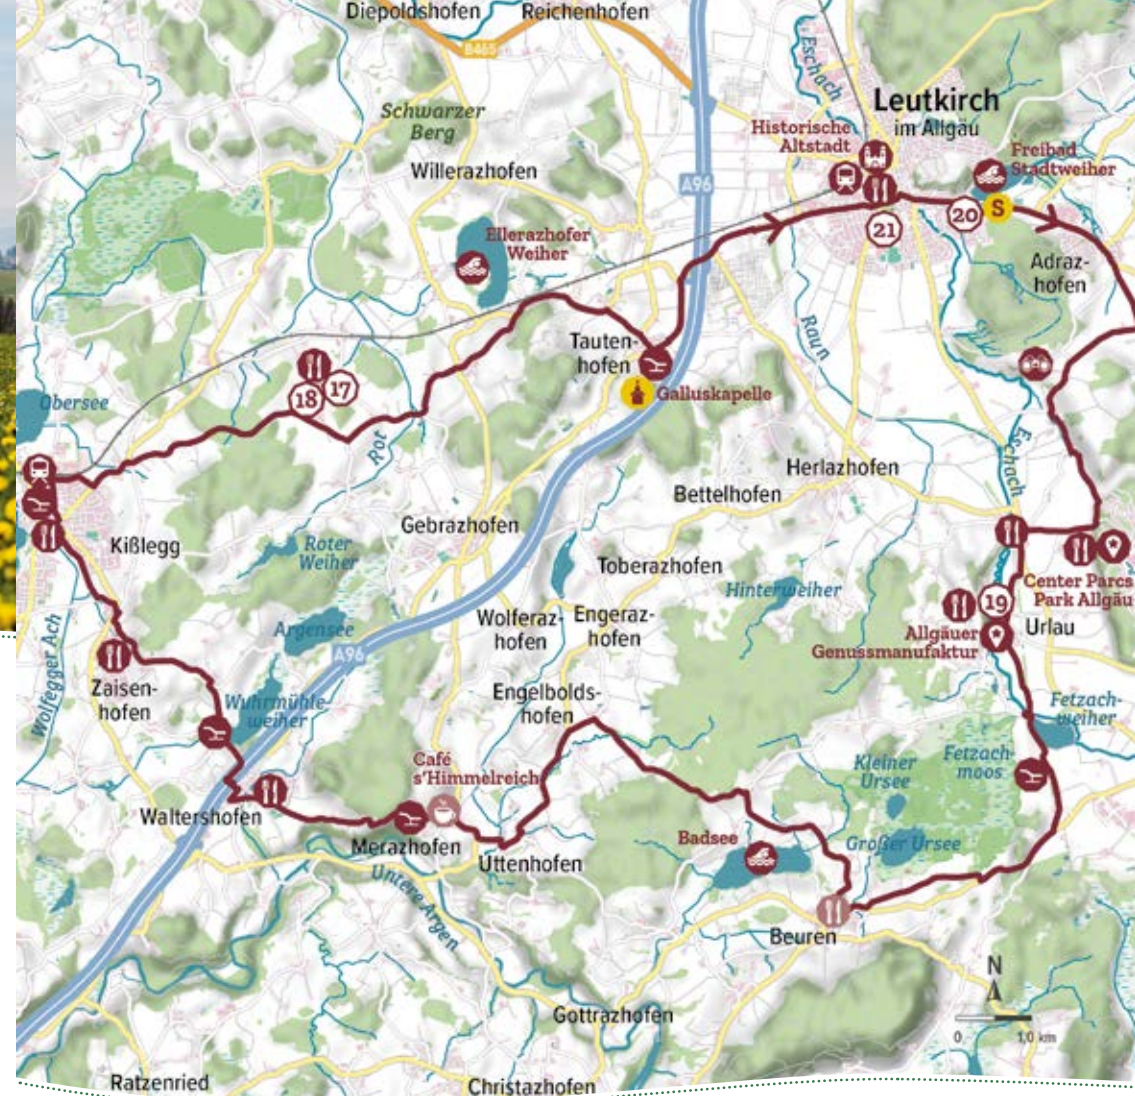 Diepoldshofen
Reichenhofen
B465
Eschach
Leutkirch
im Allgäu
Schwarzer
Berg
Historische
Altstadt
Freibad
Stadtweiher
Willerazhofen
A96
20
S
21
Ellerazhofer
Weiher
Adraz-
hofen
Tauten-
hofen
Raun
17
18
Galluskapelle
Obersee
Rot
Eschach
Herlazhofen
Bettelhofen
Gebrazhofen
Kißlegg
Roter
Weiher
Toberazhofen
Hinterweiher
Center Parcs
Park Allgäu
19
Wolferaz-
hofen
Engeraz-
hofen
Argensee
A96
Allgäuer
Genussmanufaktur
Urlau
Wolfegger Ach
Zaisen-
hofen
Wuhrmühle-
weiher
Engelbolds-
hofen
Fetzach-
weiher
Café
s'Himmelreich
Kleiner
Ursee
Fetzach-
moos
Waltershofen
Merazhofen
Uttenhofen
Badsee
Großer Ursee
Untere Argen
Beuren
N
Gottrazhofen
0
1,0 km
Ratzenried
Christazhofen